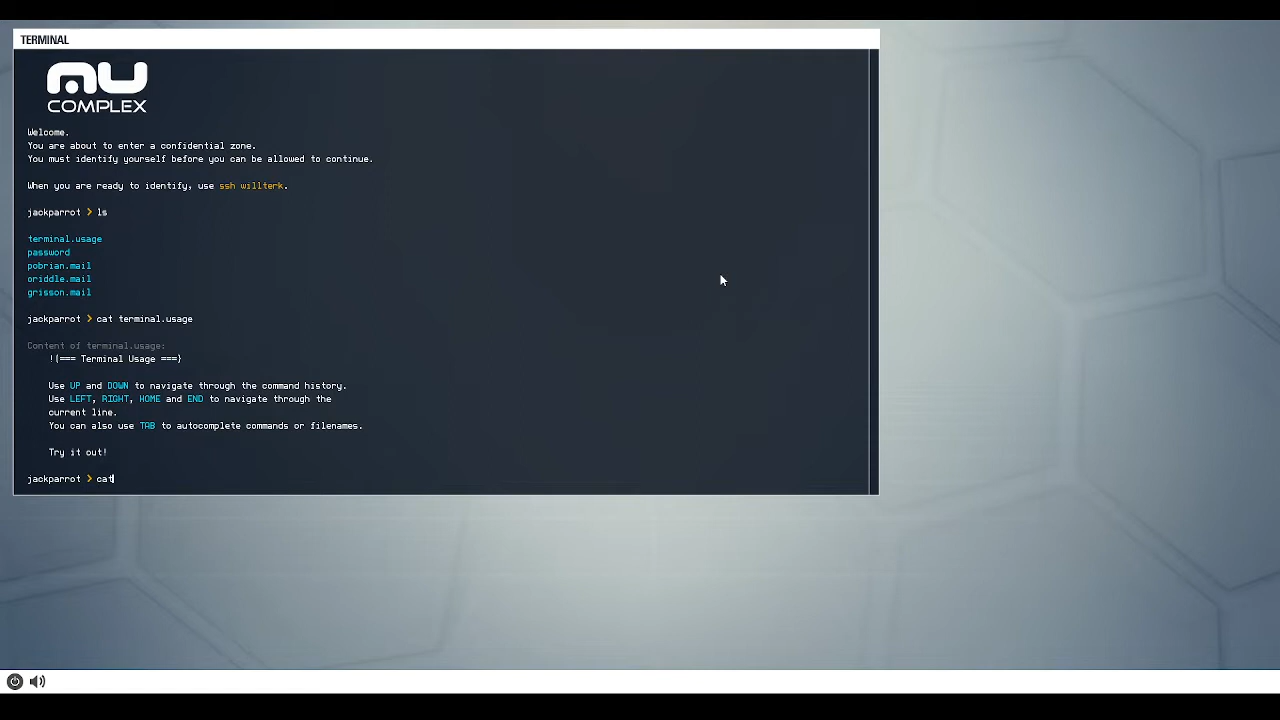 TERMINAL
MU
COMPLEX
Welcome.
You are about to enter a confidential zone.
You must identify yourself before you can be allowed to continue.
When you are ready to identify, use ssh willterk.
jackparrot > ls
terminal.usage
password
pobrian.mail
oriddle.mail
grisson.mail
jackparrot > cat terminal.usage
Content of terminal.usage:
!(=== Terminal Usage ===)
Use UP and DOWN to navigate through the command history.
Use LEFT, RIGHT, HOME and END to navigate through the
current line.
You can also use TAB to autocomplete commands or filenames.
Try it out!
jackparrot > cat